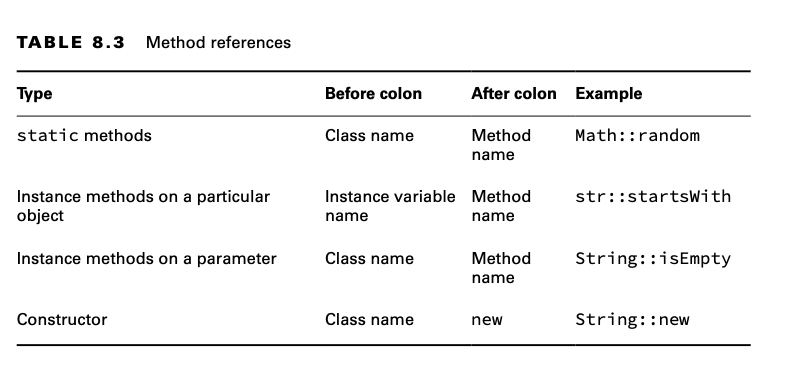 TABLE 8.3 Method references
Type Before colon After colon Example
static methods Class name Method name Math::random
Instance methods on a particular object Instance variable name Method name str::startsWith
Instance methods on a parameter Class name Method name String::isEmpty
Constructor Class name new String::new